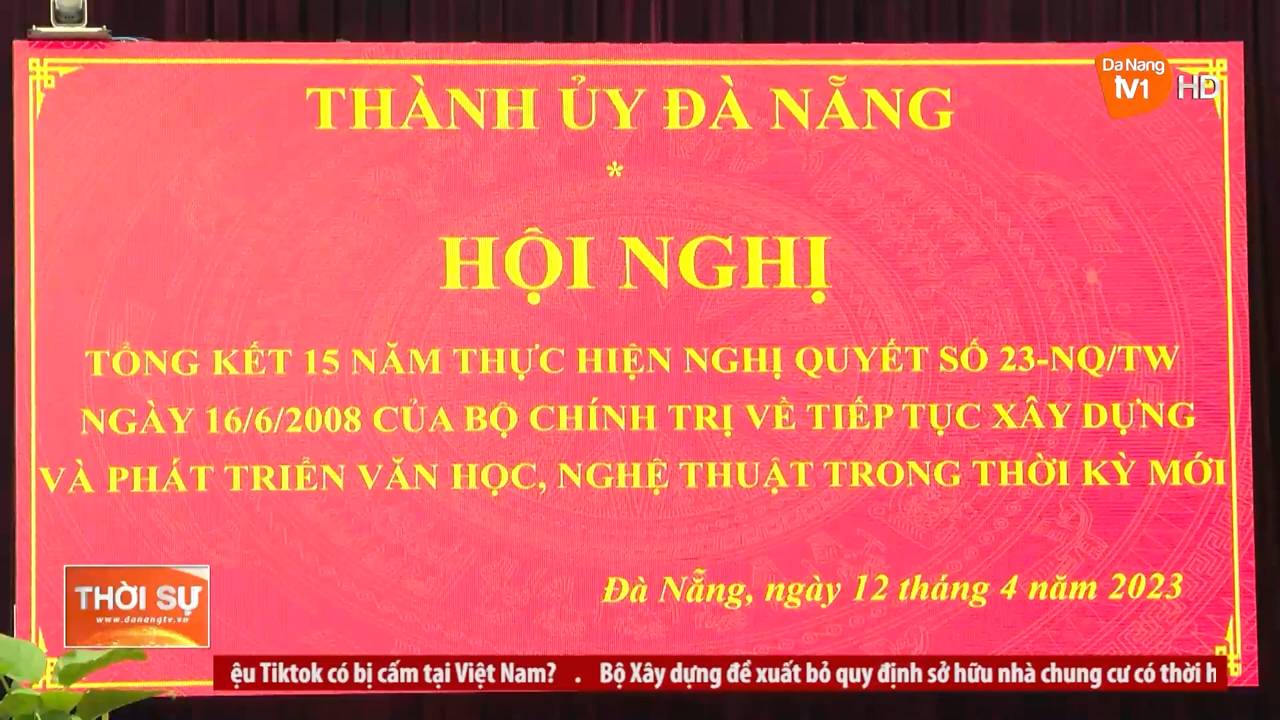 Da Nang
tv1 HD
THÀNH ỦY ĐÀ NẴNG
*
HỘI NGHỊ
TỔNG KẾT 15 NĂM THỰC HIỆN NGHỊ QUYẾT SỐ 23-NQ/TW
NGÀY 16/6/2008 CỦA BỘ CHÍNH TRỊ VỀ TIẾP TỤC XÂY DỰNG
VÀ PHÁT TRIỂN VĂN HỌC, NGHỆ THUẬT TRONG THỜI KỲ MỚI
Đà Nẵng, ngày 12 tháng 4 năm 2023
THỜI SỰ
www.danangtv.vn
ệu Tiktok có bị cấm tại Việt Nam? . Bộ Xây dựng đề xuất bỏ quy định sở hữu nhà chung cư có thời h